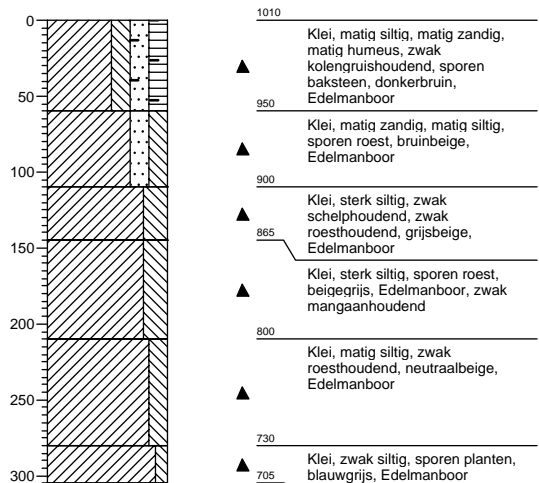 0
50
100
150
200
250
300
1010
Klei, matig siltig, matig zandig,
matig humeus, zwak
kolengruishoudend, sporen
baksteen, donkerbruin,
Edelmanboor
950
Klei, matig zandig, matig siltig,
sporen roest, bruinbeige,
Edelmanboor
900
Klei, sterk siltig, zwak
schelphoudend, zwak
roesthoudend, grijsbeige,
Edelmanboor
865
Klei, sterk siltig, sporen roest,
beigegrijs, Edelmanboor, zwak
mangaanhoudend
800
Klei, matig siltig, zwak
roesthoudend, neutraalbeige,
Edelmanboor
730
Klei, zwak siltig, sporen planten,
blauwgrijs, Edelmanboor
705